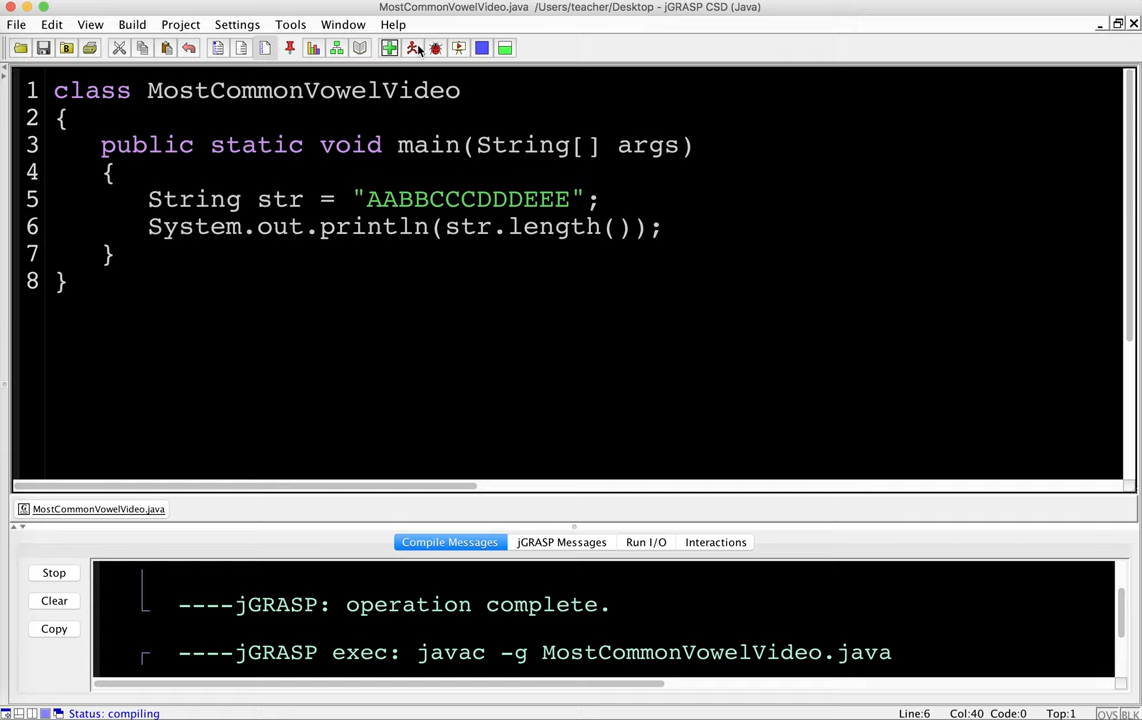 MostCommonVowelVideo.java /Users/teacher/Desktop - jGRASP CSD (Java)
File Edit View Build Project Settings Tools Window Help
1 class MostCommonVowelVideo
2 {
3 public static void main(String[] args)
4 {
5 String str = "AABBCCCDDDEEE";
6 System.out.println(str.length());
7 }
8 }
MostCommonVowelVideo.java
Compile Messages jGRASP Messages Run I/O Interactions
Stop
Clear
Copy
----jGRASP: operation complete.
----jGRASP exec: javac -g MostCommonVowelVideo.java
Status: compiling Line:6 Col:40 Code:0 Top:1 OVS BLK